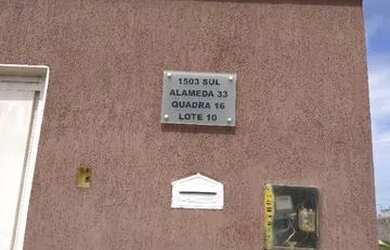 1503 SUL
ALAMEDA 33
QUADRA 16
LOTE 10